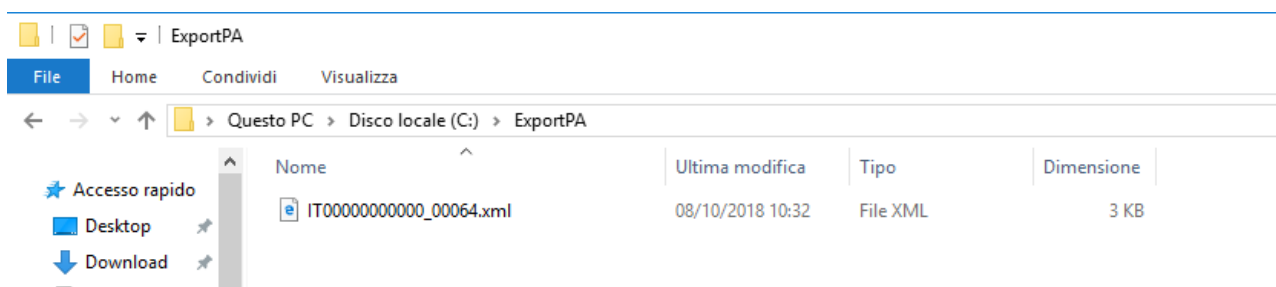 ExportPA
File Home Condividi Visualizza
Questo PC > Disco locale (C:) > ExportPA
Nome Ultima modifica Tipo Dimensione
Accesso rapido
IT00000000000_00064.xml 08/10/2018 10:32 File XML 3 KB
Desktop
Download